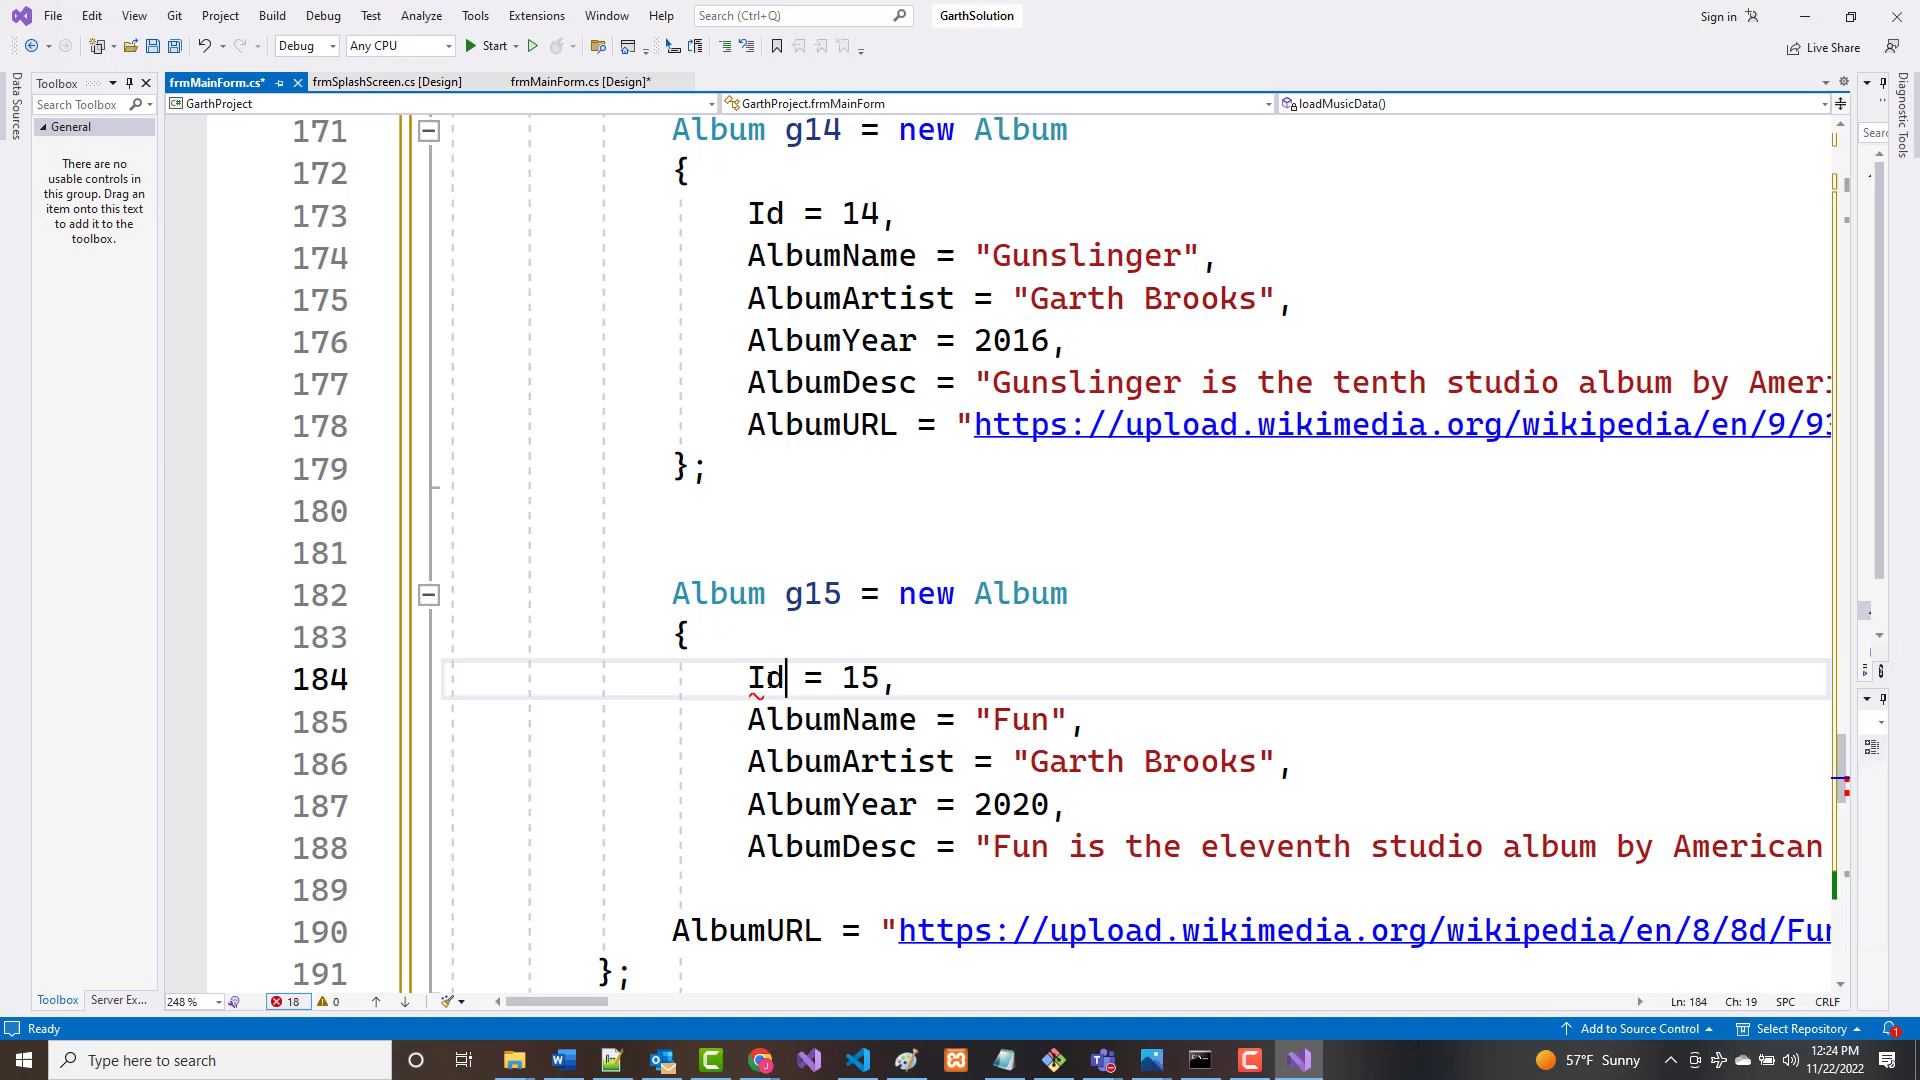 File Edit View Git Project Build Debug Test Analyze Tools Extensions Window Help Search (Ctrl+Q) GarthSolution Sign in
Debug Any CPU Start Live Share
Data Sources
Toolbox
Search Toolbox
General
There are no
usable controls in
this group. Drag an
item onto this text
to add it to the
toolbox.
frmMainForm.cs* frmSplashScreen.cs [Design] frmMainForm.cs [Design]*
GarthProject GarthProject.frmMainForm loadMusicData()
171 Album g14 = new Album
172 {
173 Id = 14,
174 AlbumName = "Gunslinger",
175 AlbumArtist = "Garth Brooks",
176 AlbumYear = 2016,
177 AlbumDesc = "Gunslinger is the tenth studio album by Ameri
178 AlbumURL = "https://upload.wikimedia.org/wikipedia/en/9/93
179 };
180
181
182 Album g15 = new Album
183 {
184 Id = 15,
185 AlbumName = "Fun",
186 AlbumArtist = "Garth Brooks",
187 AlbumYear = 2020,
188 AlbumDesc = "Fun is the eleventh studio album by American
189
190 AlbumURL = "https://upload.wikimedia.org/wikipedia/en/8/8d/Fun
191 };
Diagnostic Tools
Sear
Toolbox Server Ex...
248 % 18 0 Ln: 184 Ch: 19 SPC CRLF
Ready Add to Source Control Select Repository 1
Type here to search 57°F Sunny 12:24 PM
11/22/2022